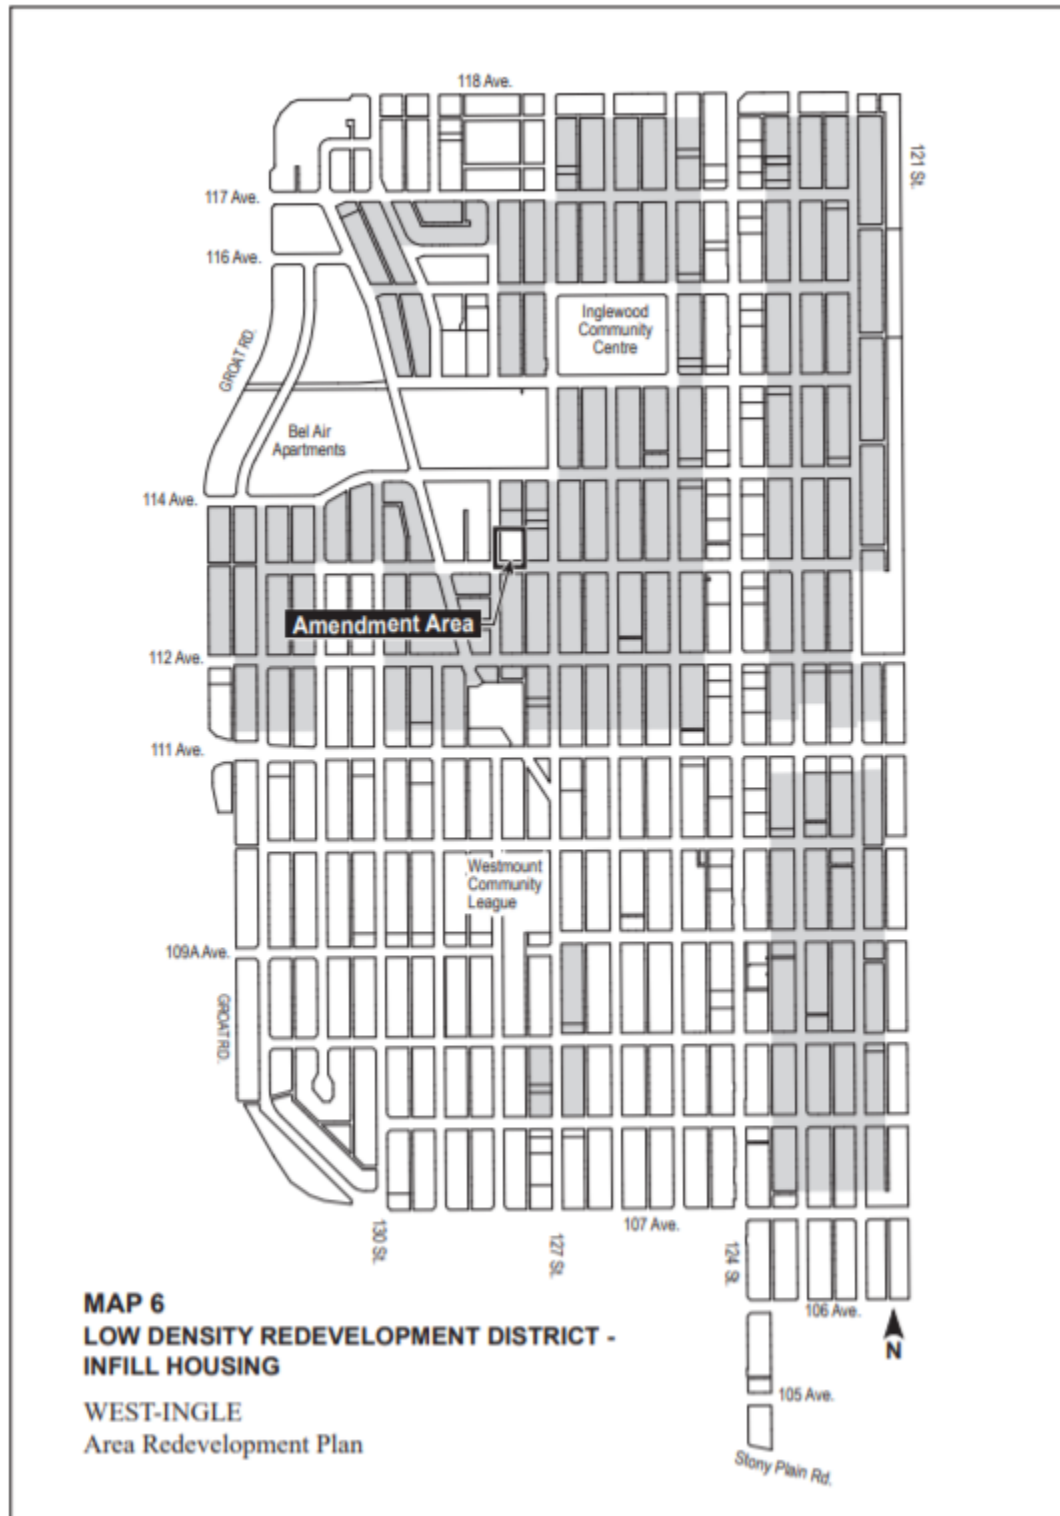 118 Ave.
121 St.
117 Ave.
116 Ave.
GROAT RD.
Inglewood
Community
Centre
Bel Air
Apartments
114 Ave.
Amendment Area
112 Ave.
111 Ave.
Westmount
Community
League
109A Ave.
GROAT RD.
130 St.
127 St.
107 Ave.
124 St.
106 Ave.
N
105 Ave.
Stony Plain Rd.
MAP 6
LOW DENSITY REDEVELOPMENT DISTRICT -
INFILL HOUSING
WEST-INGLE
Area Redevelopment Plan